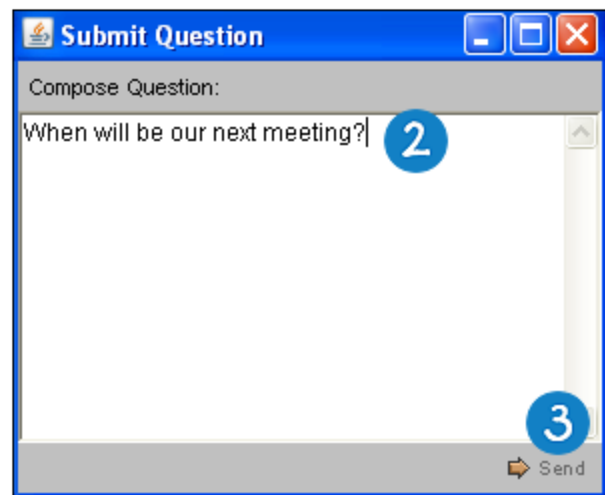 Submit Question
Compose Question:
When will be our next meeting?
2
3
Send